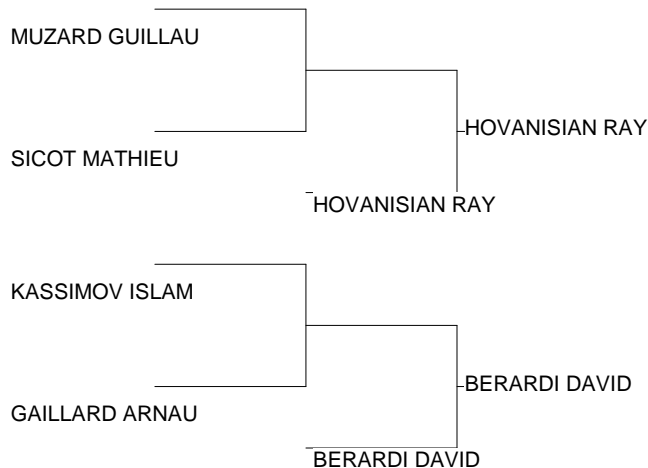 MUZARD GUILLAU
SICOT MATHIEU
HOVANISIAN RAY
HOVANISIAN RAY
KASSIMOV ISLAM
GAILLARD ARNAU
BERARDI DAVID
BERARDI DAVID